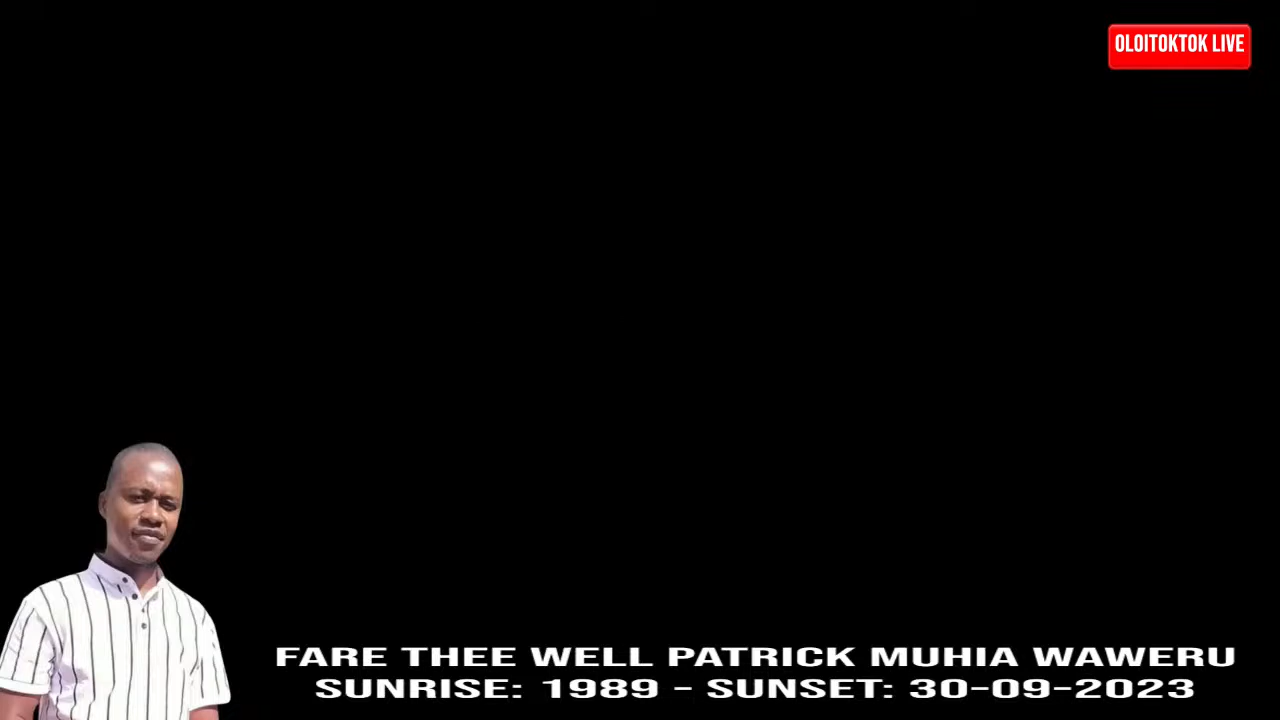 OLOITOKTOK LIVE
FARE THEE WELL PATRICK MUHIA WAWERU
SUNRISE: 1989 - SUNSET: 30-09-2023